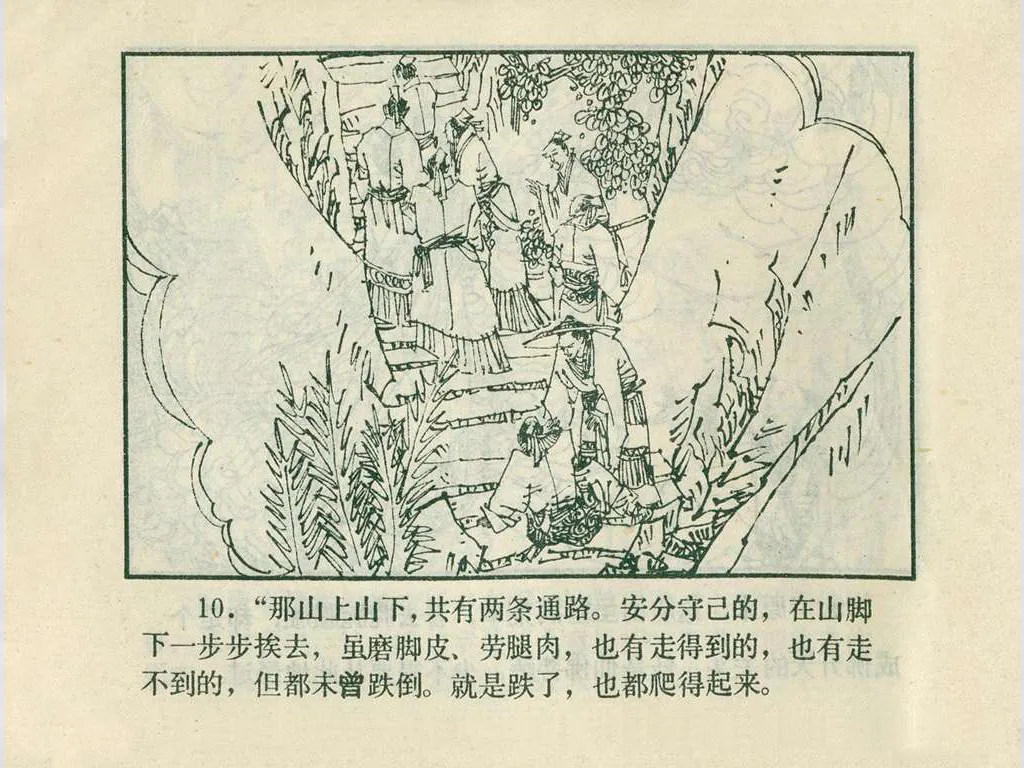 10. “那山上山下，共有两条通路。安分守己的，在山脚
下一步步挨去，虽磨脚皮、劳腿肉，也有走得到的，也有走
不到的，但都未曾跌倒。就是跌了，也都爬得起来。